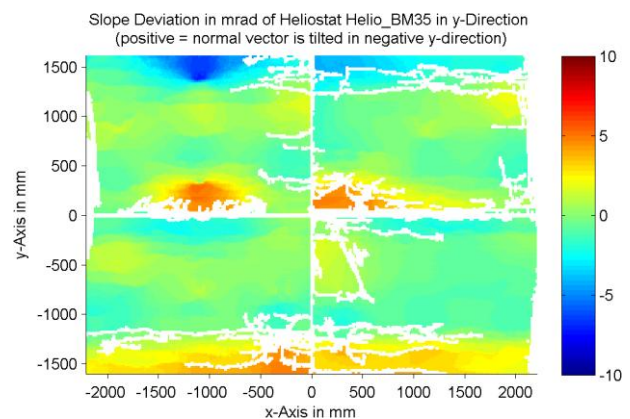 Slope Deviation in mrad of Heliostat Helio_BM35 in y-Direction
(positive = normal vector is tilted in negative y-direction)
1500
1000
500
0
-500
-1000
-1500
y-Axis in mm
-2000 -1500 -1000 -500 0 500 1000 1500 2000
x-Axis in mm
10
5
0
-5
-10